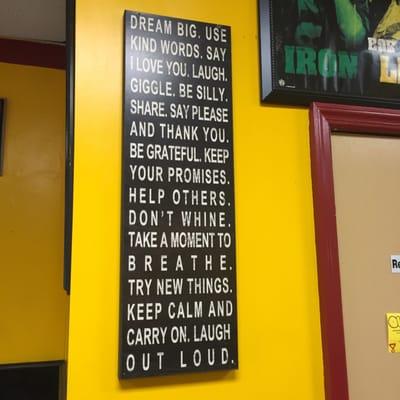 DREAM BIG. USE
KIND WORDS. SAY
I LOVE YOU. LAUGH.
GIGGLE. BE SILLY.
SHARE. SAY PLEASE
AND THANK YOU.
BE GRATEFUL. KEEP
YOUR PROMISES.
HELP OTHERS.
DON'T WHINE.
TAKE A MOMENT TO
BREATHE.
TRY NEW THINGS.
KEEP CALM AND
CARRY ON. LAUGH
OUT LOUD.
BOB
IRON